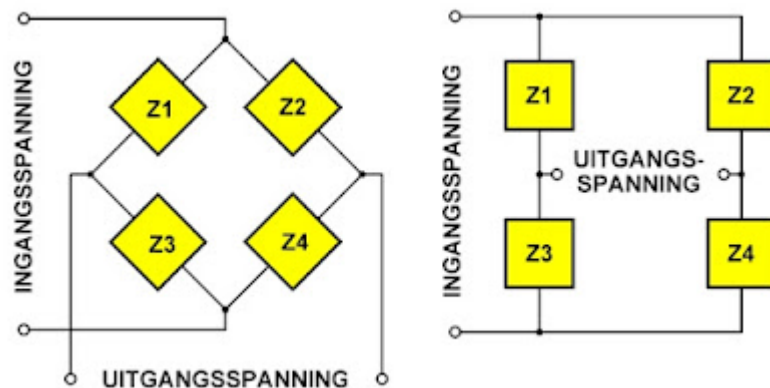 INGANGSSPANNING
Z1
Z2
Z3
Z4
UITGANGSSPANNING
INGANGSSPANNING
Z1
Z2
UITGANGS-
SPANNING
Z3
Z4